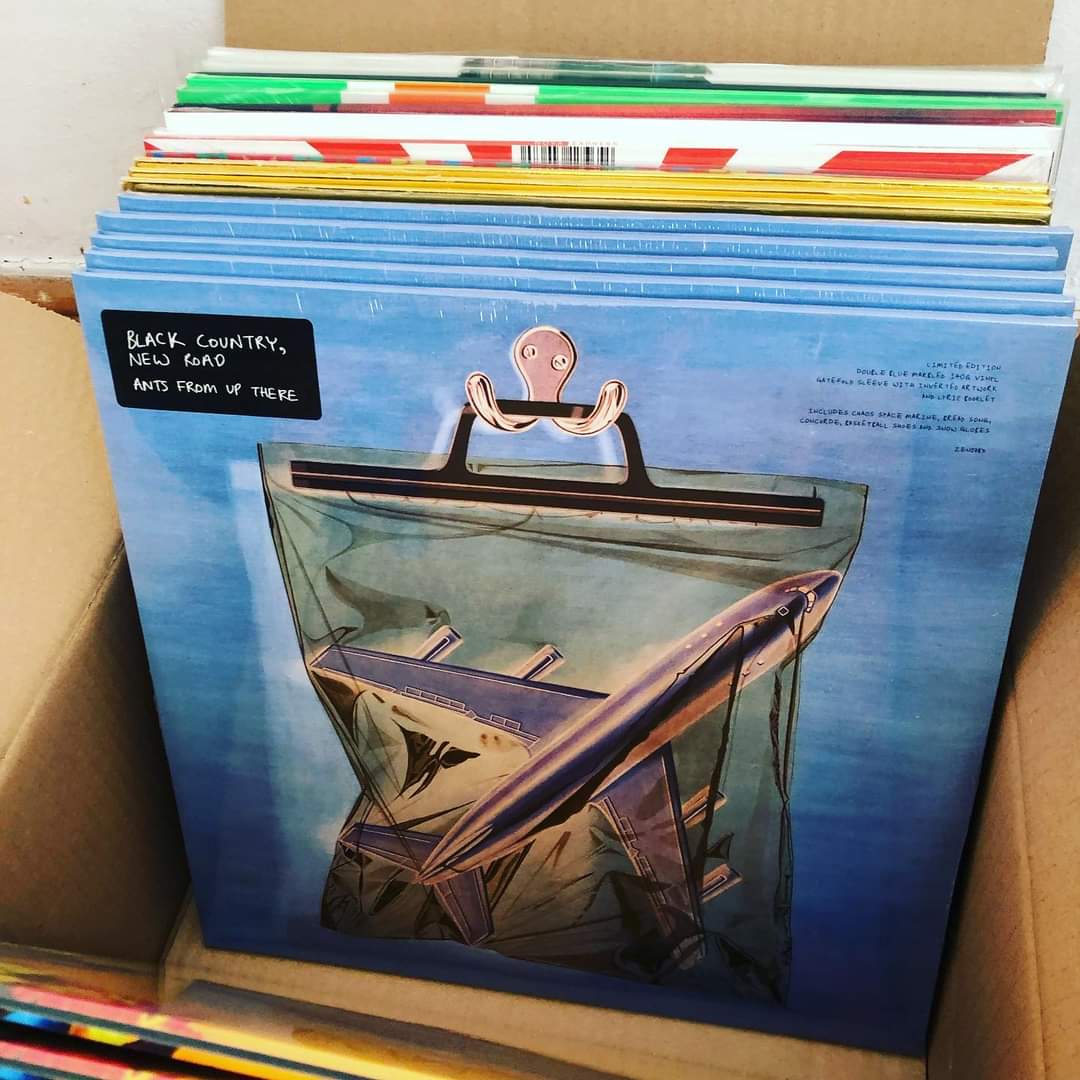 BLACK COUNTRY,
NEW ROAD
ANTS FROM UP THERE
LIMITED EDITION
DOUBLE BLUE MARBLED 140G VINYL
GATEFOLD SLEEVE WITH INVERTED ARTWORK
AND LYRIC BOOKLET
INCLUDES CHAOS SPACE MARINE, BREAD SONG,
CONCORDE, BASKETBALL SHOES AND SNOW GLOBES